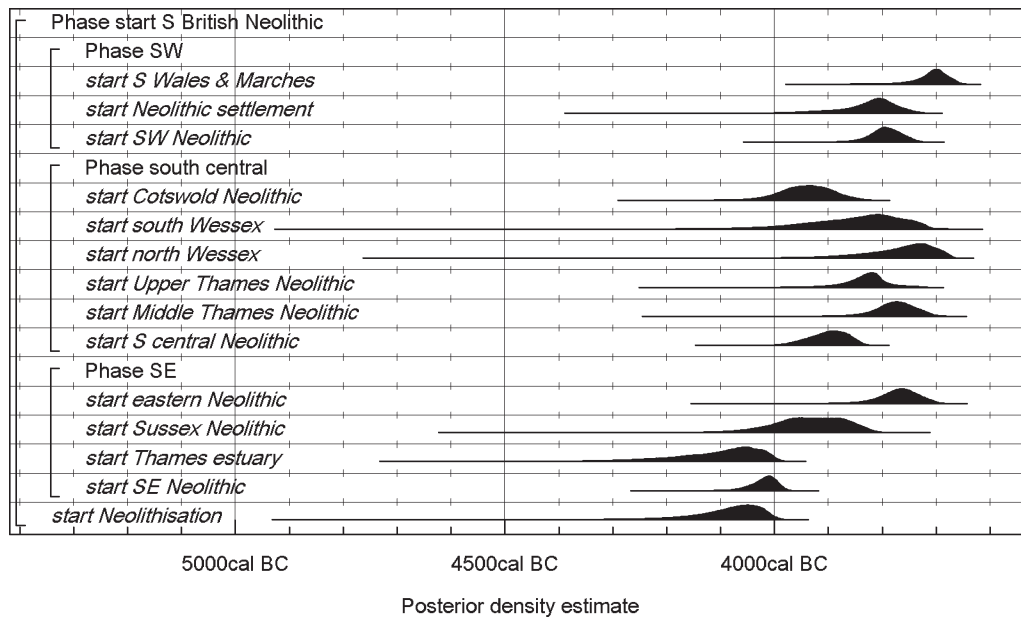 Phase start S British Neolithic
Phase SW
start S Wales & Marches
start Neolithic settlement
start SW Neolithic
Phase south central
start Cotswold Neolithic
start south Wessex
start north Wessex
start Upper Thames Neolithic
start Middle Thames Neolithic
start S central Neolithic
Phase SE
start eastern Neolithic
start Sussex Neolithic
start Thames estuary
start SE Neolithic
start Neolithisation
5000cal BC 4500cal BC 4000cal BC
Posterior density estimate